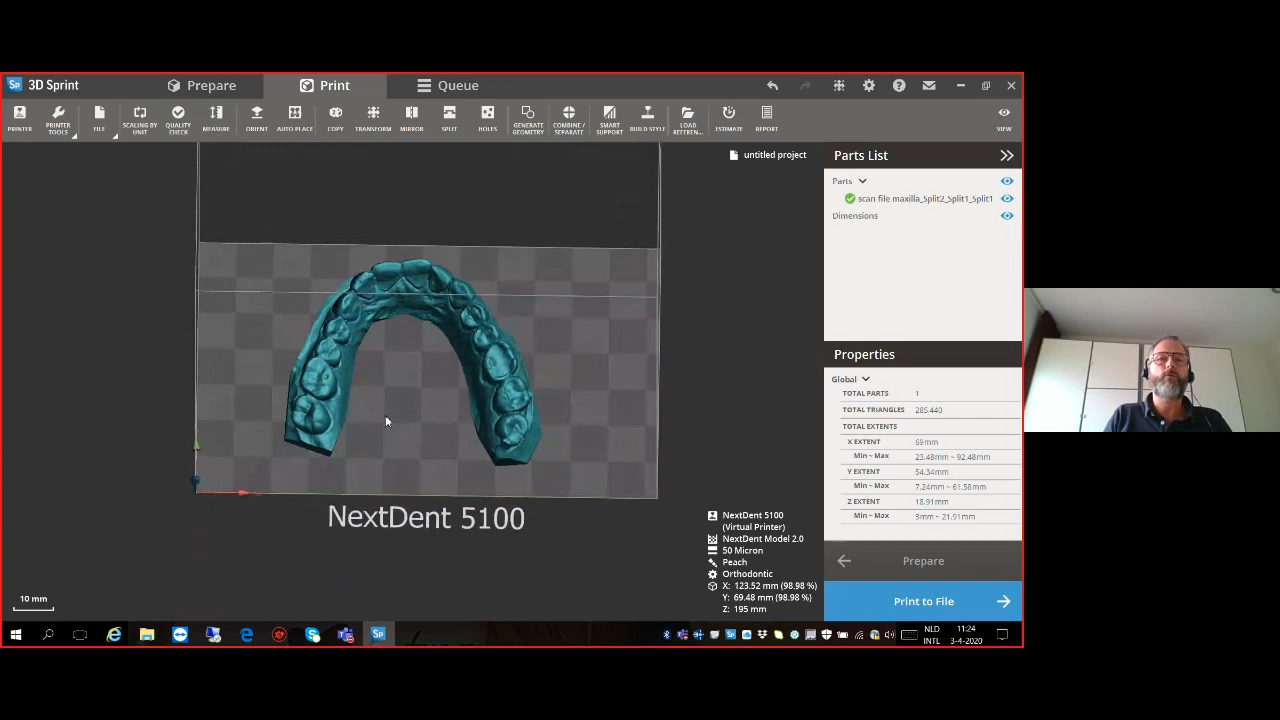 Sp 3D Sprint
Prepare
Print
Queue
PRINTER
PRINTER TOOLS
FILE
SCALING BY UNIT
QUALITY CHECK
MEASURE
ORIENT
AUTO PLACE
COPY
TRANSFORM
MIRROR
SPLIT
HOLES
GENERATE GEOMETRY
COMBINE / SEPARATE
SMART SUPPORT
BUILD STYLE
LOAD REFEREN...
ESTIMATE
REPORT
VIEW
untitled project
Parts List
Parts
scan file maxilla_Split2_Split1_Split1
Dimensions
Properties
Global
TOTAL PARTS 1
TOTAL TRIANGLES 285.440
TOTAL EXTENTS
X EXTENT 69mm
Min ~ Max 23.48mm ~ 92.48mm
Y EXTENT 54.34mm
Min ~ Max 7.24mm ~ 61.58mm
Z EXTENT 18.91mm
Min ~ Max 3mm ~ 21.91mm
NextDent 5100
NextDent 5100
(Virtual Printer)
NextDent Model 2.0
50 Micron
Peach
Orthodontic
X: 123.52 mm (98.98 %)
Y: 69.48 mm (98.98 %)
Z: 195 mm
10 mm
Prepare
Print to File
Sp
NLD
INTL
11:24
3-4-2020